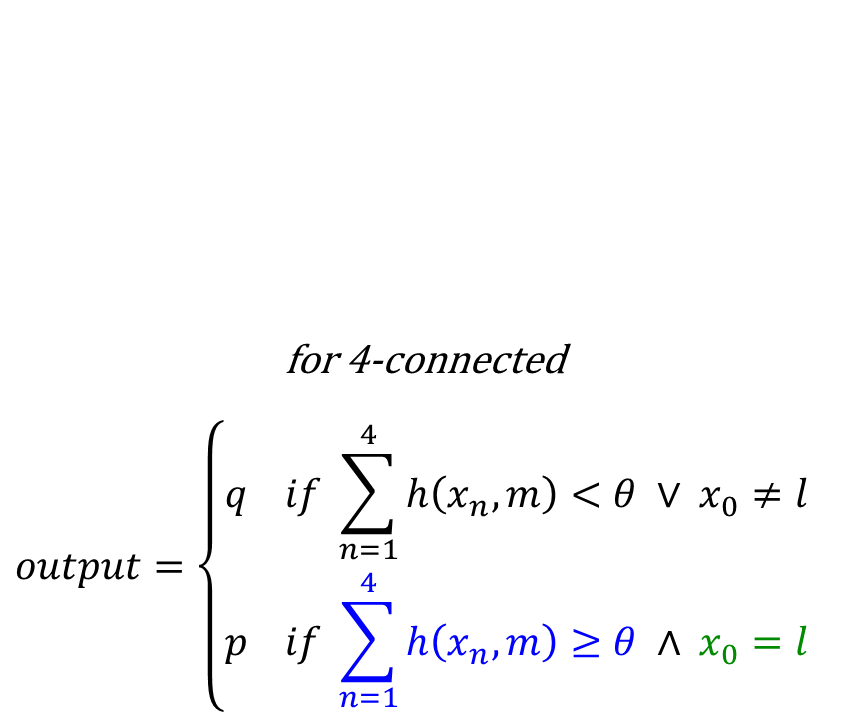 for 4-connected
output = { q if ∑_{n=1}^{4} h(x_n, m) < θ ∨ x_0 ≠ l
p if ∑_{n=1}^{4} h(x_n, m) ≥ θ ∧ x_0 = l